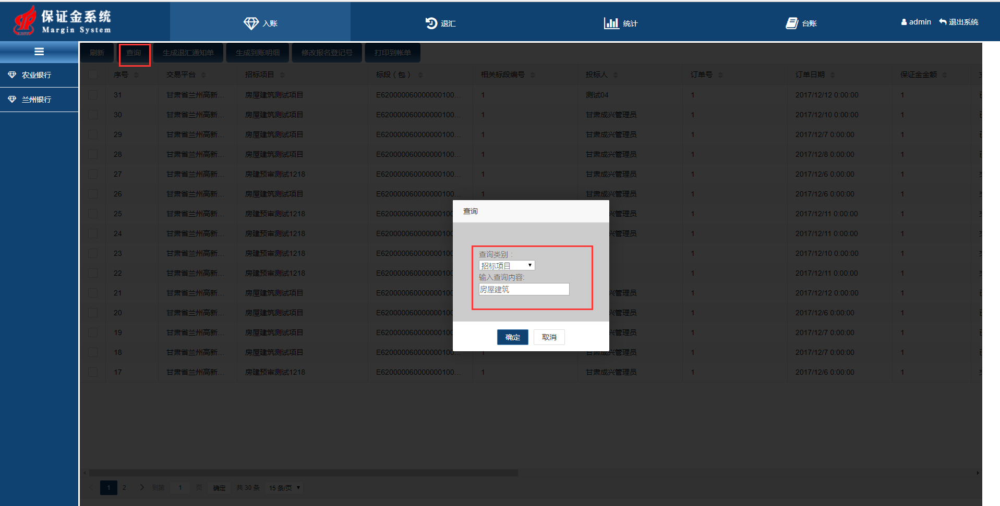 保证金系统
Margin System
入账
退汇
统计
台账
admin
退出系统
农业银行
兰州银行
刷新
查询
生成退汇通知单
生成到账明细
修改报名登记号
打印到帐单
序号 交易平台 招标项目 标段（包） 相关标段编号 投标人 订单号 订单日期 保证金金额
31 甘肃省兰州高新... 房屋建筑测试项目 E620000060000000100... 1 测试04 1 2017/12/12 0:00:00 1
30 甘肃省兰州高新... 房屋建筑测试项目 E620000060000000100... 1 甘肃成兴管理员 1 2017/12/10 0:00:00 1
29 甘肃省兰州高新... 房屋建筑测试项目 E620000060000000100... 1 甘肃成兴管理员 1 2017/12/7 0:00:00 1
28 甘肃省兰州高新... 房屋建筑测试项目 E620000060000000100... 1 甘肃成兴管理员 1 2017/12/8 0:00:00 1
27 甘肃省兰州高新... 房建预审测试1218 E620000060000000100... 1 甘肃成兴管理员 1 2017/12/6 0:00:00 1
26 甘肃省兰州高新... 房屋建筑测试项目 E620000060000000100... 1 甘肃成兴管理员 1 2017/12/6 0:00:00 1
25 甘肃省兰州高新... 房建预审测试1218 E620000060000000100 兴管理员 1 2017/12/11 0:00:00 1
24 甘肃省兰州高新... 房建预审测试1218 E620000060000000100 兴管理员 1 2017/12/11 0:00:00 1
23 甘肃省兰州高新... 房建预审测试1218 E620000060000000100 1 2017/12/10 0:00:00 1
22 甘肃省兰州高新... 房建预审测试1218 E620000060000000100 1 2017/12/11 0:00:00 1
21 甘肃省兰州高新... 房屋建筑测试项目 E620000060000000100 兴管理员 1 2017/12/12 0:00:00 1
20 甘肃省兰州高新... 房屋建筑测试项目 E620000060000000100 兴管理员 1 2017/12/6 0:00:00 1
19 甘肃省兰州高新... 房屋建筑测试项目 E620000060000000100 兴管理员 1 2017/12/7 0:00:00 1
18 甘肃省兰州高新... 房屋建筑测试项目 E620000060000000100... 1 甘肃成兴管理员 1 2017/12/7 0:00:00 1
17 甘肃省兰州高新... 房建预审测试1218 E620000060000000100... 1 甘肃成兴管理员 1 2017/12/6 0:00:00 1
查询
查询类别：
招标项目
输入查询内容:
房屋建筑
确定 取消
1 2 到第 1 页 确定 共 30 条 15 条/页